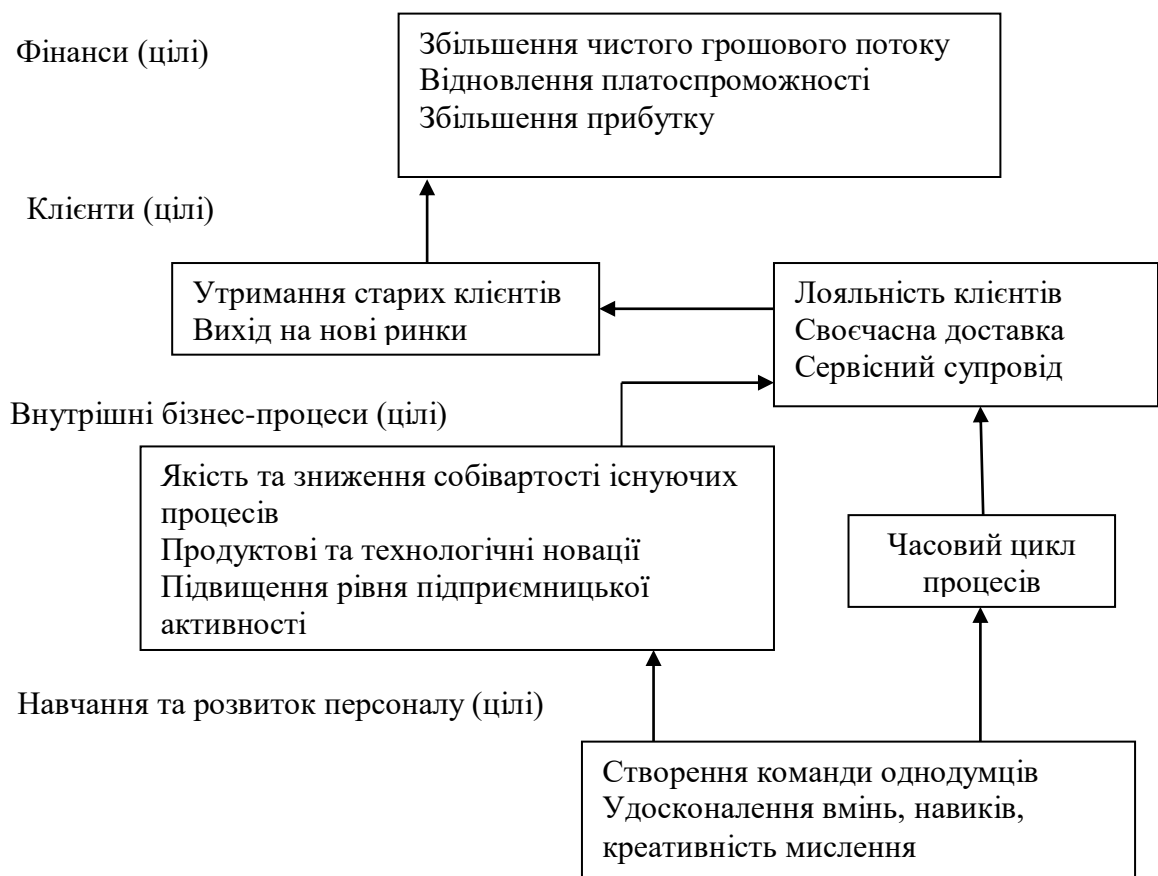 Фінанси (цілі)
Збільшення чистого грошового потоку
Відновлення платоспроможності
Збільшення прибутку
Клієнти (цілі)
Утримання старих клієнтів
Вихід на нові ринки
Лояльність клієнтів
Своєчасна доставка
Сервісний супровід
Внутрішні бізнес-процеси (цілі)
Якість та зниження собівартості існуючих
процесів
Продуктові та технологічні новації
Підвищення рівня підприємницької
активності
Часовий цикл
процесів
Навчання та розвиток персоналу (цілі)
Створення команди однодумців
Удосконалення вмінь, навиків,
креативність мислення